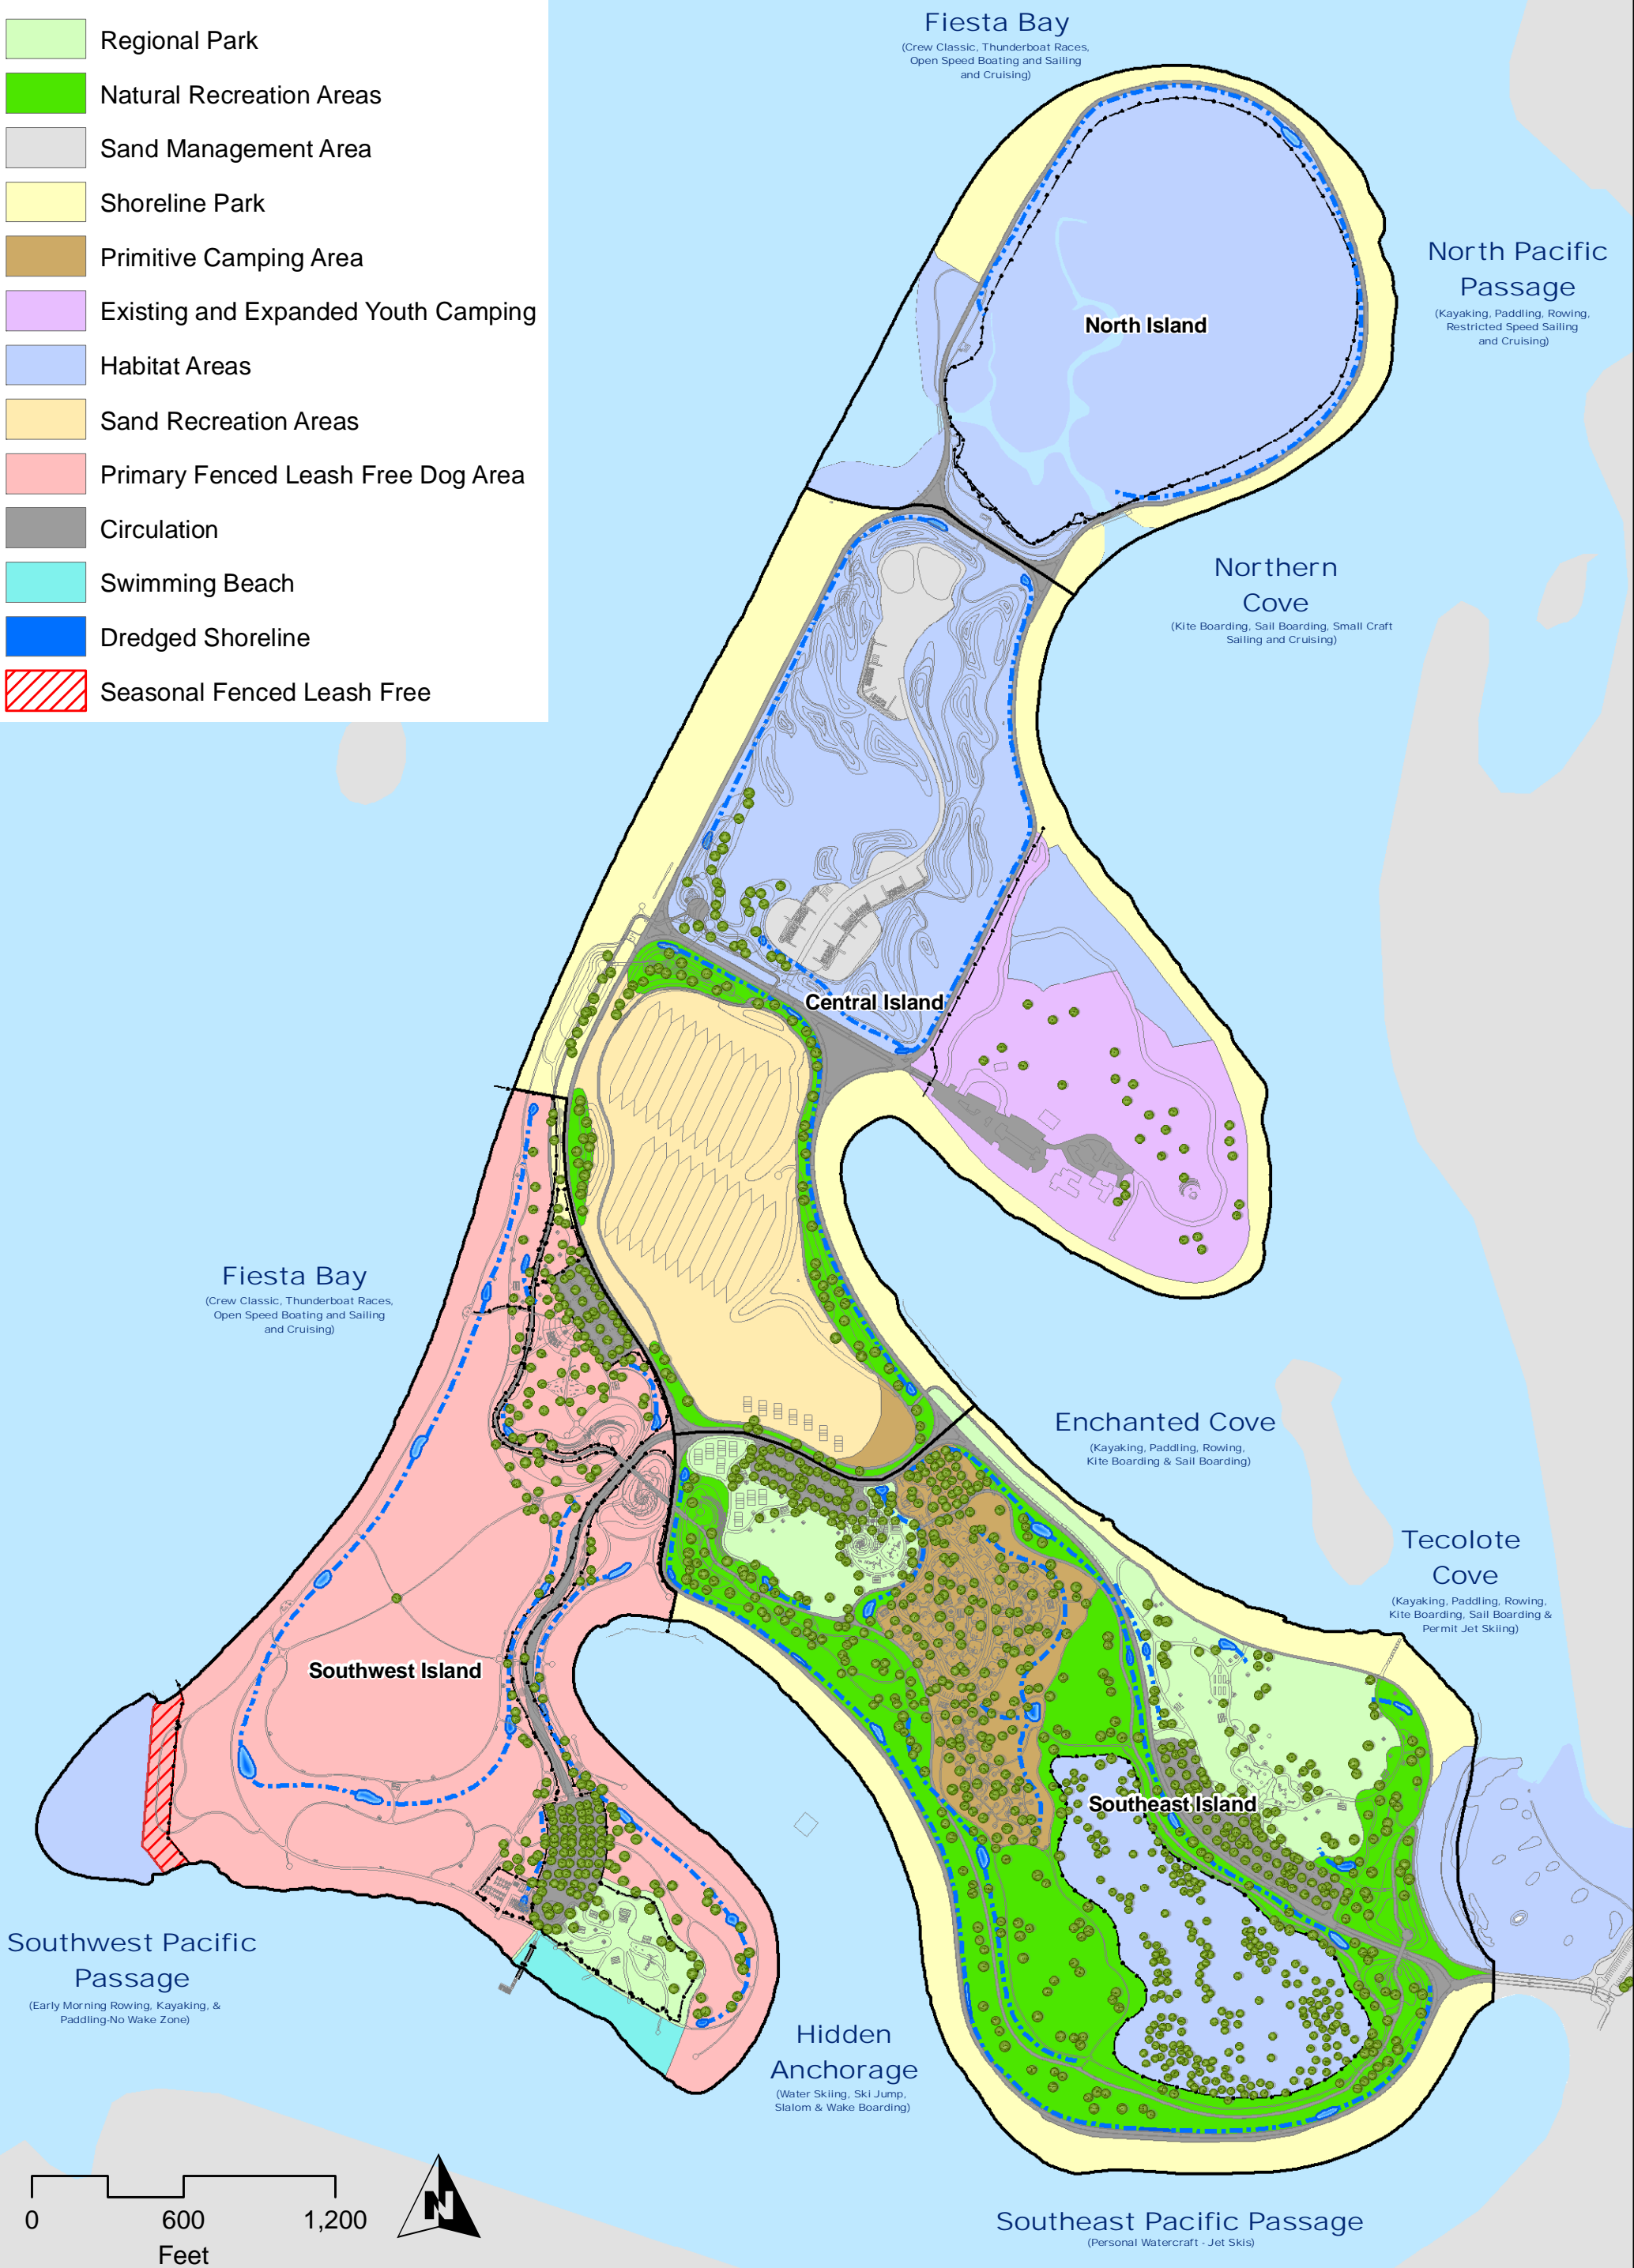 Regional Park
Natural Recreation Areas
Sand Management Area
Shoreline Park
Primitive Camping Area
Existing and Expanded Youth Camping
Habitat Areas
Sand Recreation Areas
Primary Fenced Leash Free Dog Area
Circulation
Swimming Beach
Dredged Shoreline
Seasonal Fenced Leash Free
Fiesta Bay
(Crew Classic, Thunderboat Races,
Open Speed Boating and Sailing
and Cruising)
North Pacific
Passage
(Kayaking, Paddling, Rowing,
Restricted Speed Sailing
and Cruising)
North Island
Northern
Cove
(Kite Boarding, Sail Boarding, Small Craft
Sailing and Cruising)
Central Island
Fiesta Bay
(Crew Classic, Thunderboat Races,
Open Speed Boating and Sailing
and Cruising)
Enchanted Cove
(Kayaking, Paddling, Rowing,
Kite Boarding & Sail Boarding)
Tecolote
Cove
(Kayaking, Paddling, Rowing,
Kite Boarding, Sail Boarding &
Permit Jet Skiing)
Southwest Island
Southeast Island
Southwest Pacific
Passage
(Early Morning Rowing, Kayaking, &
Paddling-No Wake Zone)
Hidden
Anchorage
(Water Skiing, Ski Jump,
Slalom & Wake Boarding)
Southeast Pacific Passage
(Personal Watercraft - Jet Skis)
N
0 600 1,200
Feet